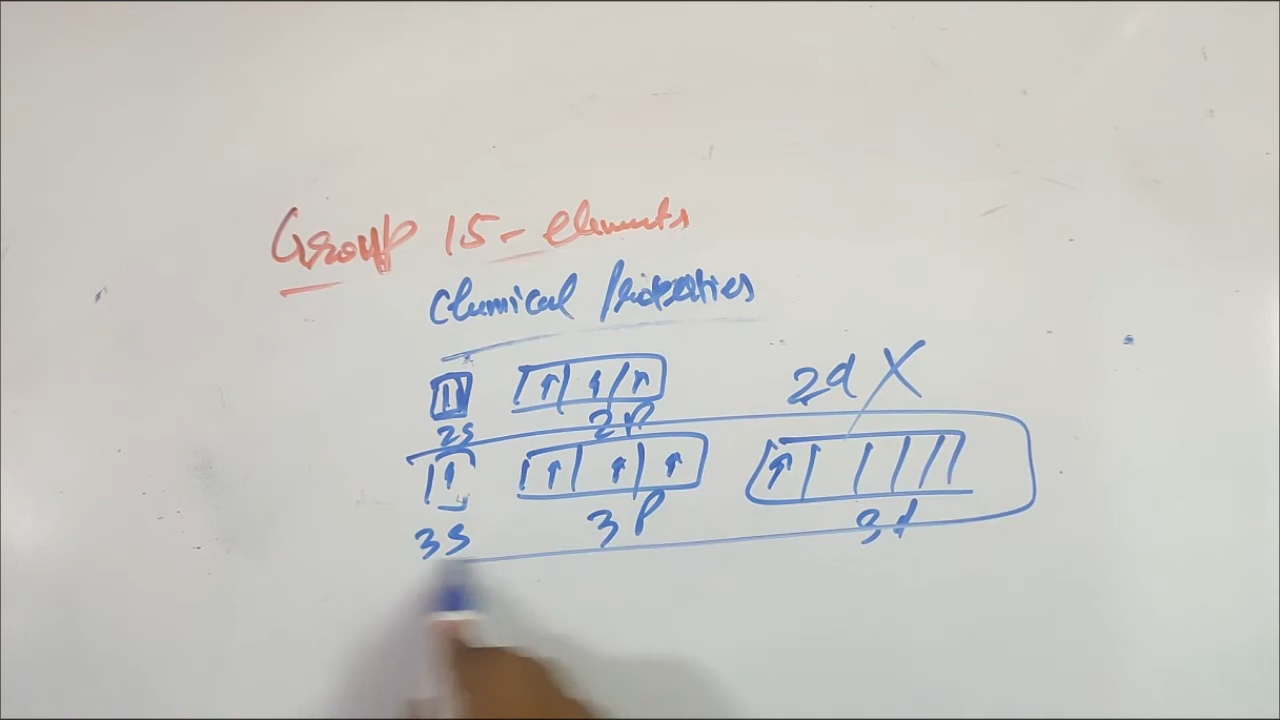 Group 15- elements
Chemical Properties
2d X
2s 2p
3s 3p 3d